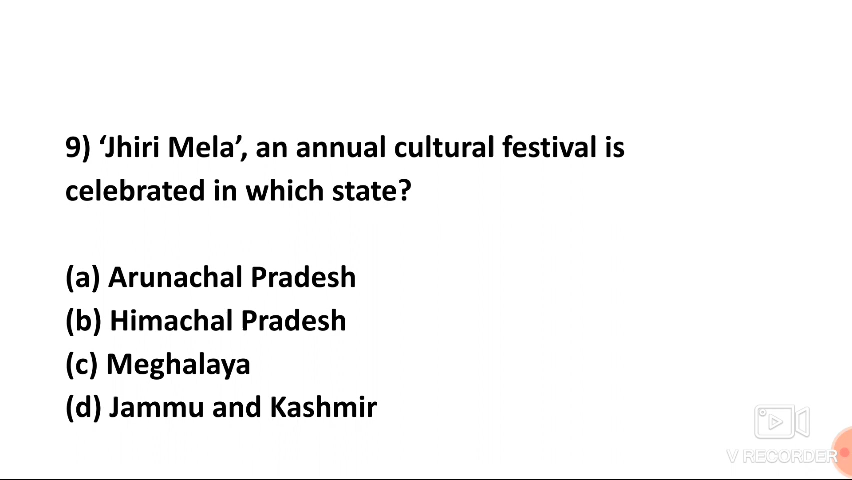 9) ‘Jhiri Mela’, an annual cultural festival is
celebrated in which state?
(a) Arunachal Pradesh
(b) Himachal Pradesh
(c) Meghalaya
(d) Jammu and Kashmir
V RECORDER